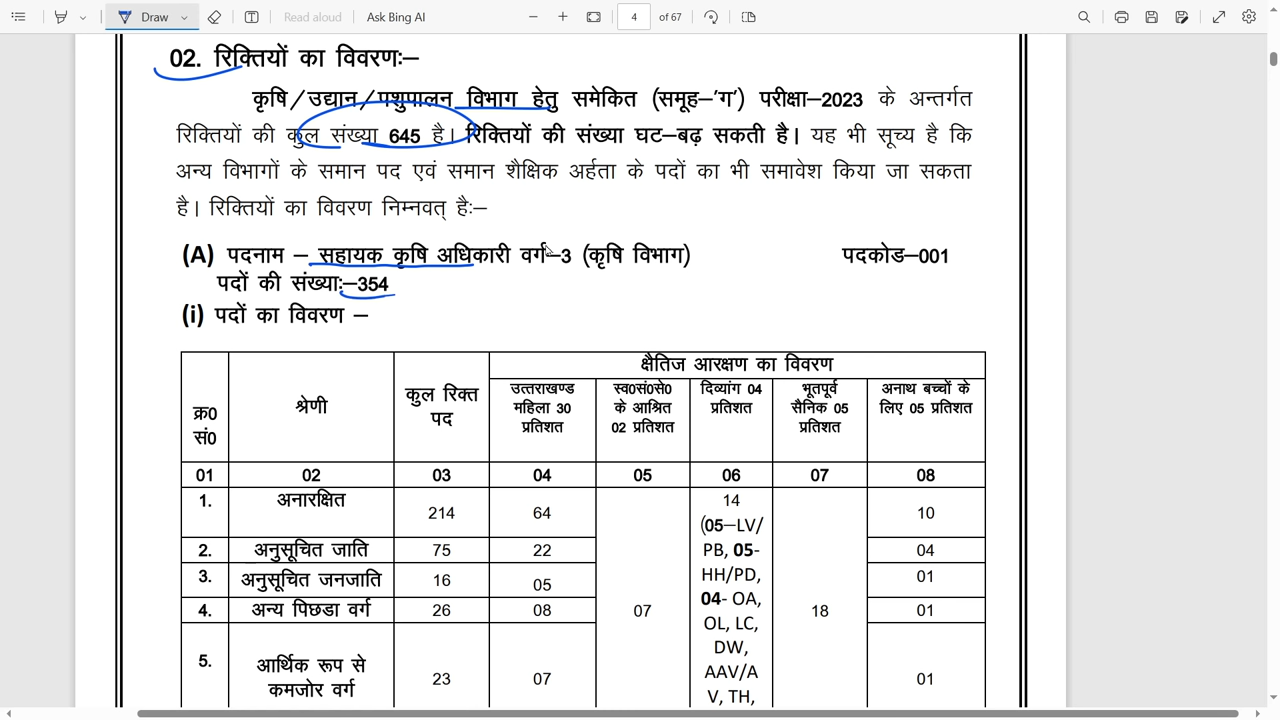 Draw
Read aloud
Ask Bing AI
4 of 67
02. रिक्तियों का विवरणः–
कृषि/उद्यान/पशुपालन विभाग हेतु समेकित (समूह–'ग') परीक्षा–2023 के अन्तर्गत
रिक्तियों की कुल संख्या 645 है। रिक्तियों की संख्या घट–बढ़ सकती है। यह भी सूच्य है कि
अन्य विभागों के समान पद एवं समान शैक्षिक अर्हता के पदों का भी समावेश किया जा सकता
है। रिक्तियों का विवरण निम्नवत् हैः–
(A) पदनाम – सहायक कृषि अधिकारी वर्ग–3 (कृषि विभाग) पदकोड–001
पदों की संख्याः–354
(i) पदों का विवरण –
क्र0 सं0 श्रेणी कुल रिक्त पद क्षैतिज आरक्षण का विवरण
उत्तराखण्ड महिला 30 प्रतिशत स्व0सं0से0 के आश्रित 02 प्रतिशत दिव्यांग 04 प्रतिशत भूतपूर्व सैनिक 05 प्रतिशत अनाथ बच्चों के लिए 05 प्रतिशत
01 02 03 04 05 06 07 08
1. अनारक्षित 214 64 10
2. अनुसूचित जाति 75 22 04
3. अनुसूचित जनजाति 16 05 01
4. अन्य पिछडा वर्ग 26 08 07 18 01
5. आर्थिक रूप से कमजोर वर्ग 23 07 01
14
(05–LV/
PB, 05-
HH/PD,
04- OA,
OL, LC,
DW,
AAV/A
V, TH,